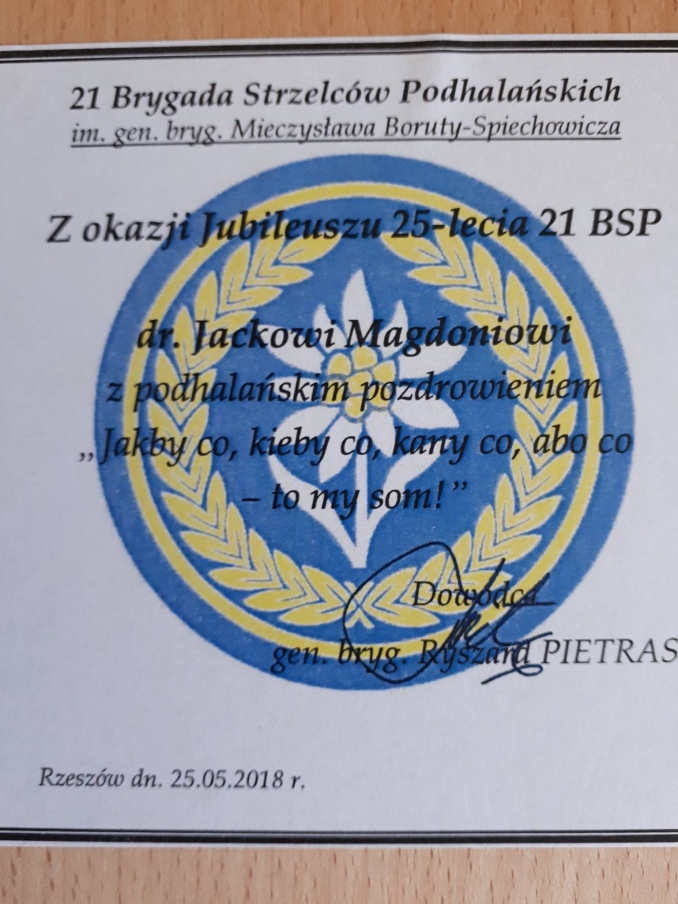 21 Brygada Strzelców Podhalańskich
im. gen. bryg. Mieczysława Boruty-Spiechowicza
Z okazji Jubileuszu 25-lecia 21 BSP
dr. Jackowi Magdoniowi
z podhalańskim pozdrowieniem
„Jakby co, kieby co, kany co, abo co
– to my som!”
Dowódca
gen. bryg. Ryszard PIETRAS
Rzeszów dn. 25.05.2018 r.